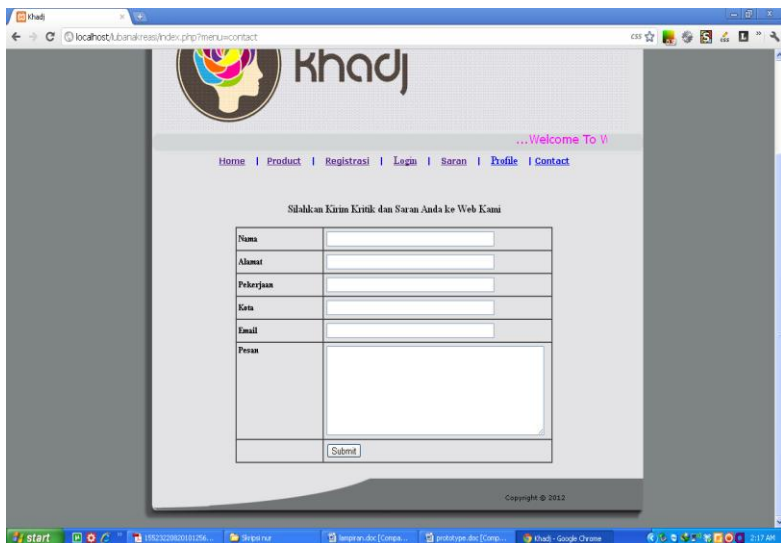 Khadj
localhost/lubanakreasi/index.php?menu=contact
khadj
...Welcome To W
Home | Product | Registrasi | Login | Saran | Profile | Contact
Silahkan Kirim Kritik dan Saran Anda ke Web Kami
Nama
Alamat
Pekerjaan
Kota
Email
Pesan
Submit
Copyright © 2012
start
Skripsi nur
lampiran.doc [Compa...
prototype.doc [Comp...
Khadj - Google Chrome
2:17 AM